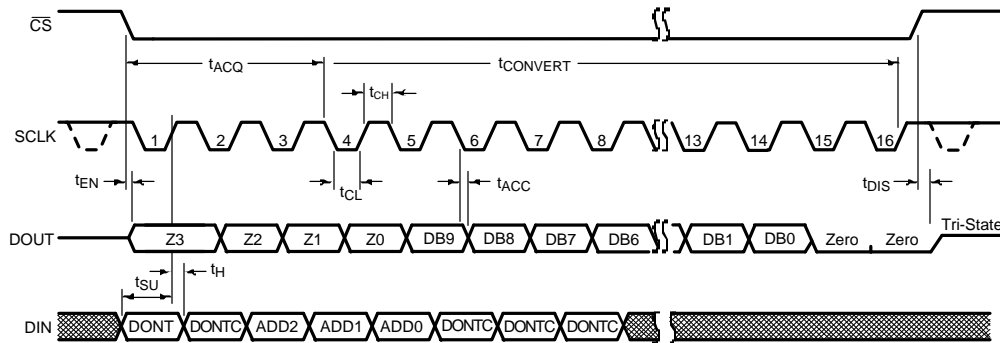 CS
tACQ
tCONVERT
tCH
SCLK
1 2 3 4 5 6 7 8 13 14 15 16
tEN
tCL
tACC
tDIS
DOUT
Z3 Z2 Z1 Z0 DB9 DB8 DB7 DB6 DB1 DB0 Zero Zero
Tri-State
tSU
tH
DIN
DONT DONTC ADD2 ADD1 ADD0 DONTC DONTC DONTC